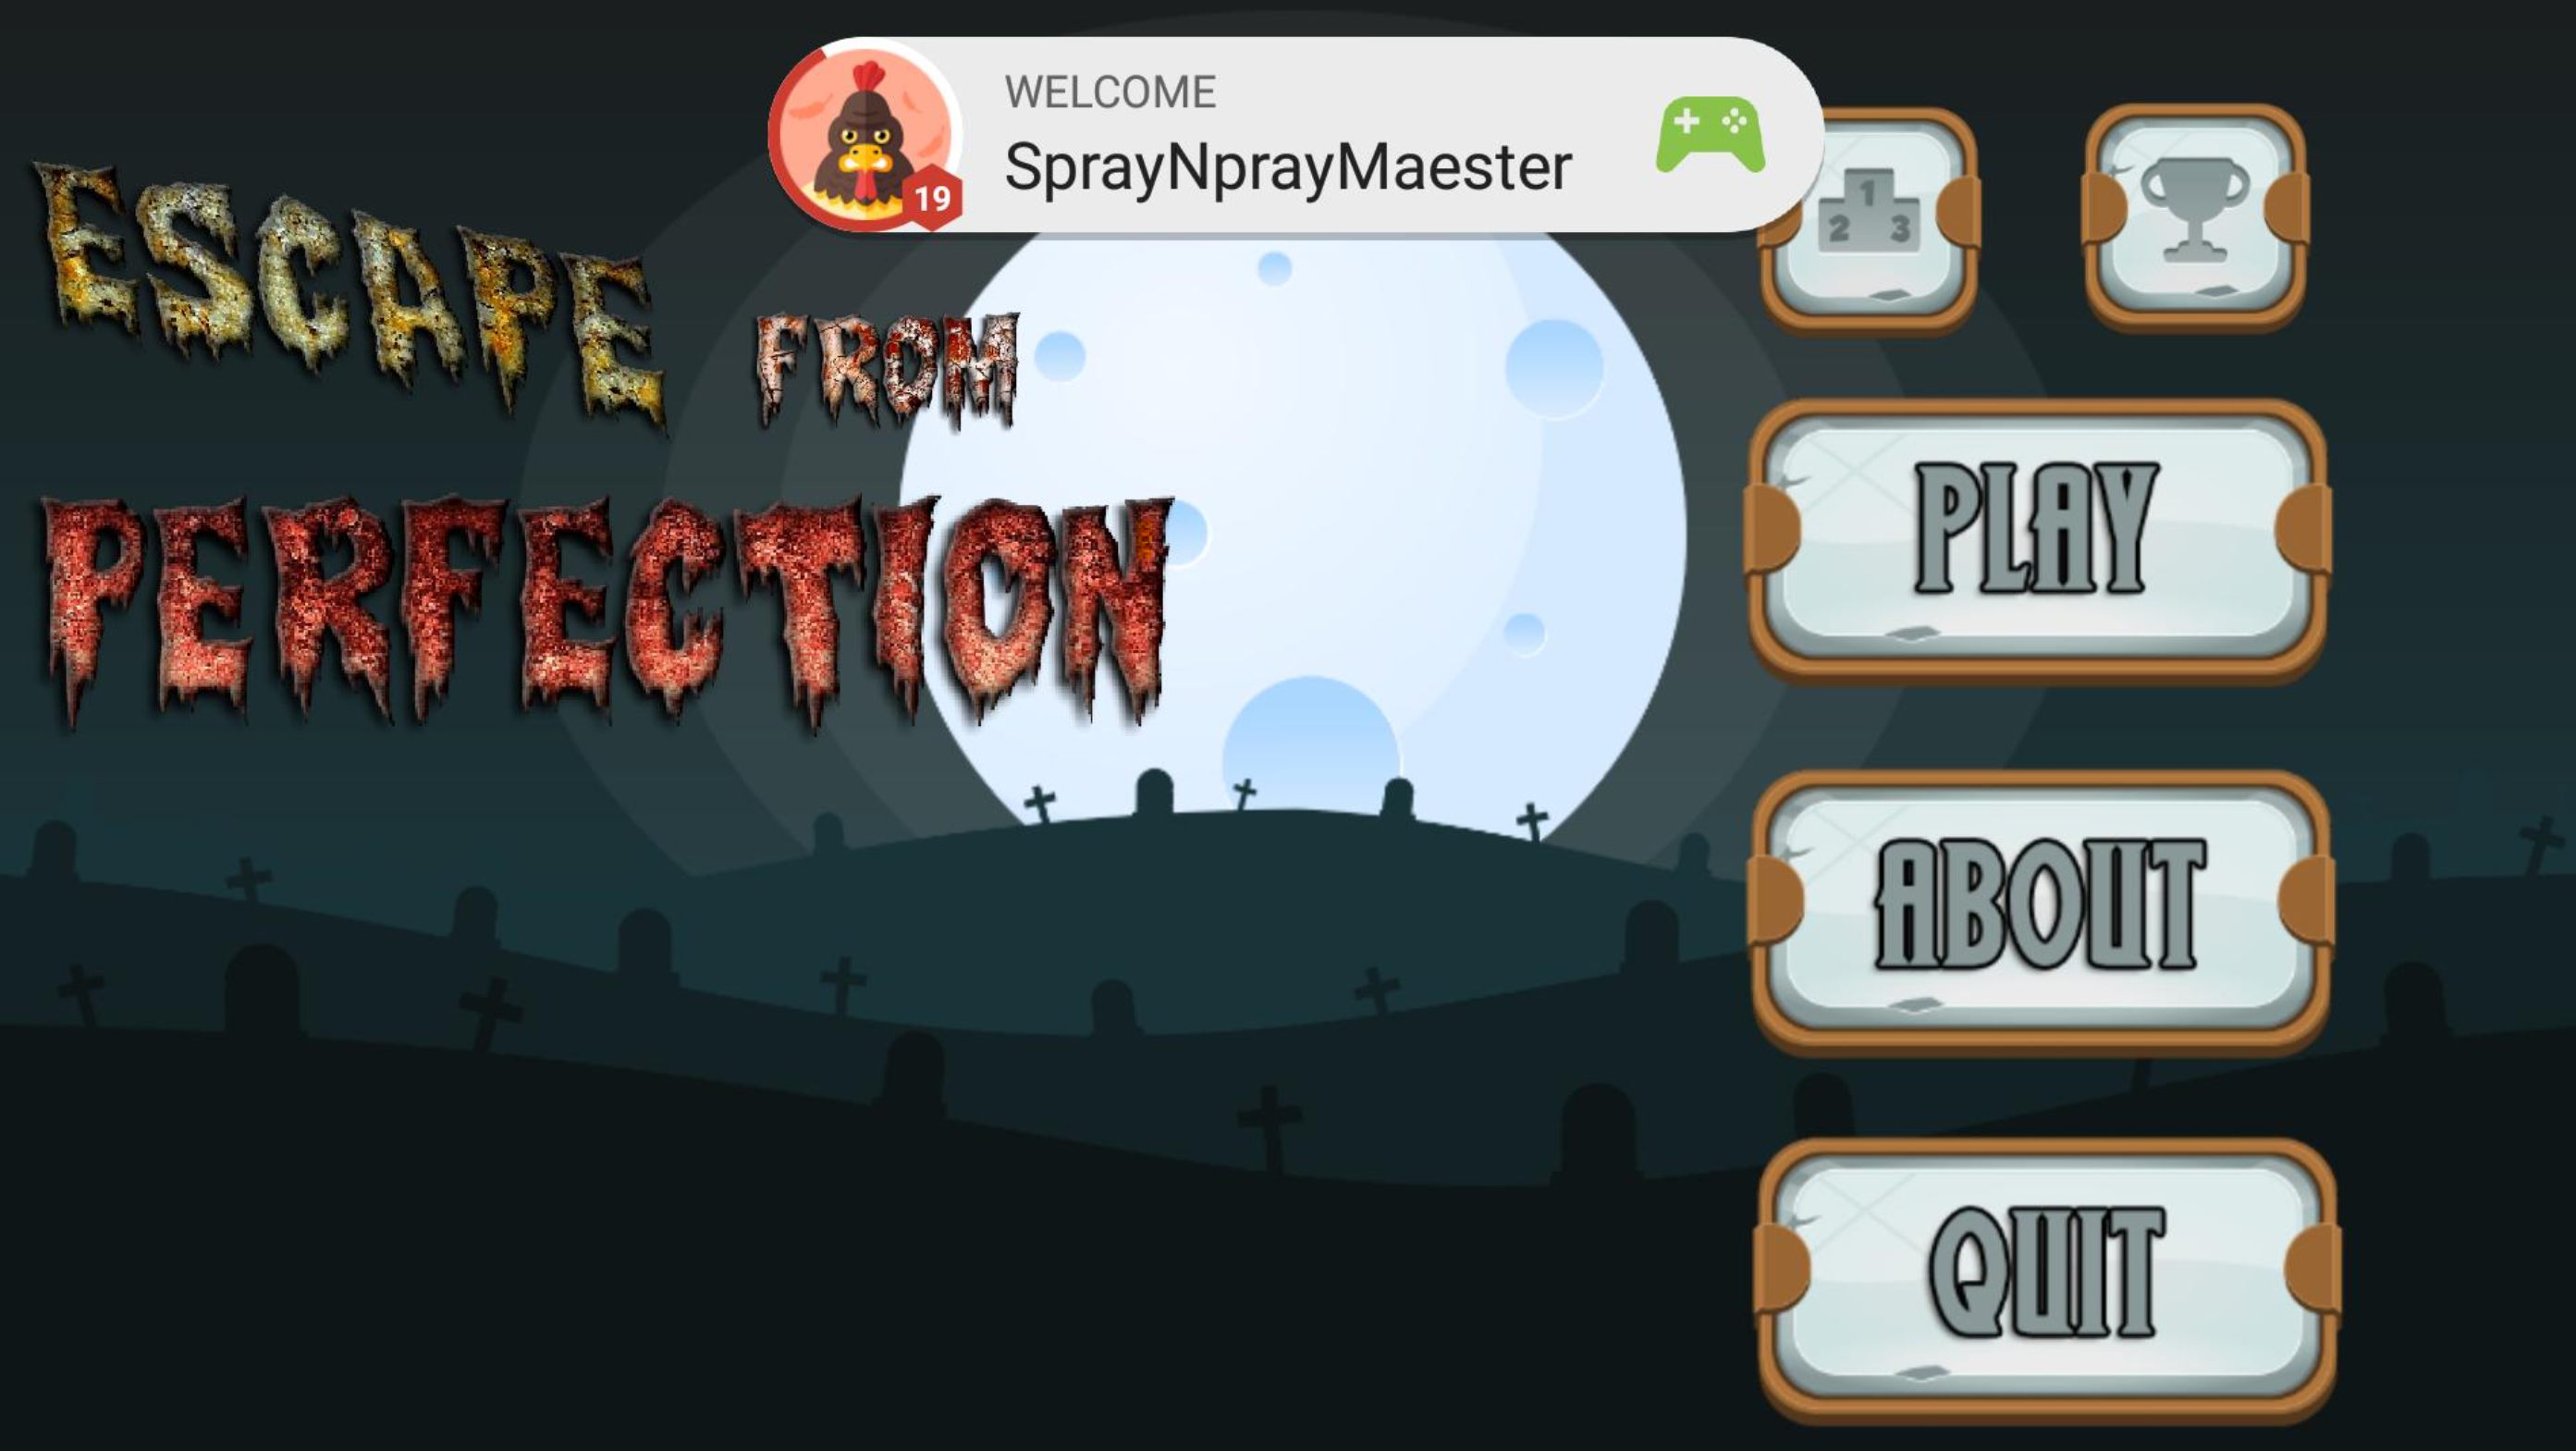 WELCOME
SprayNprayMaester
19
1
2 3
ESCAPE
FROM
PERFECTION
PLAY
ABOUT
QUIT